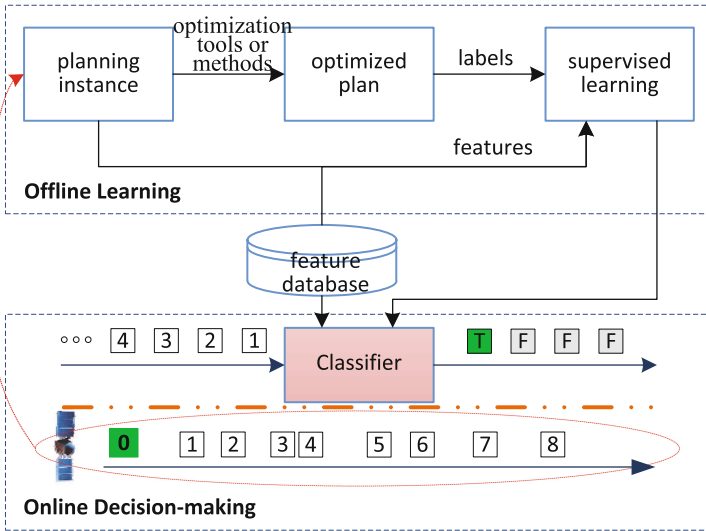 planning
instance
optimization
tools or
methods
optimized
plan
labels
supervised
learning
features
Offline Learning
feature
database
4 3 2 1
Classifier
T F F F
0 1 2 3 4 5 6 7 8
Online Decision-making